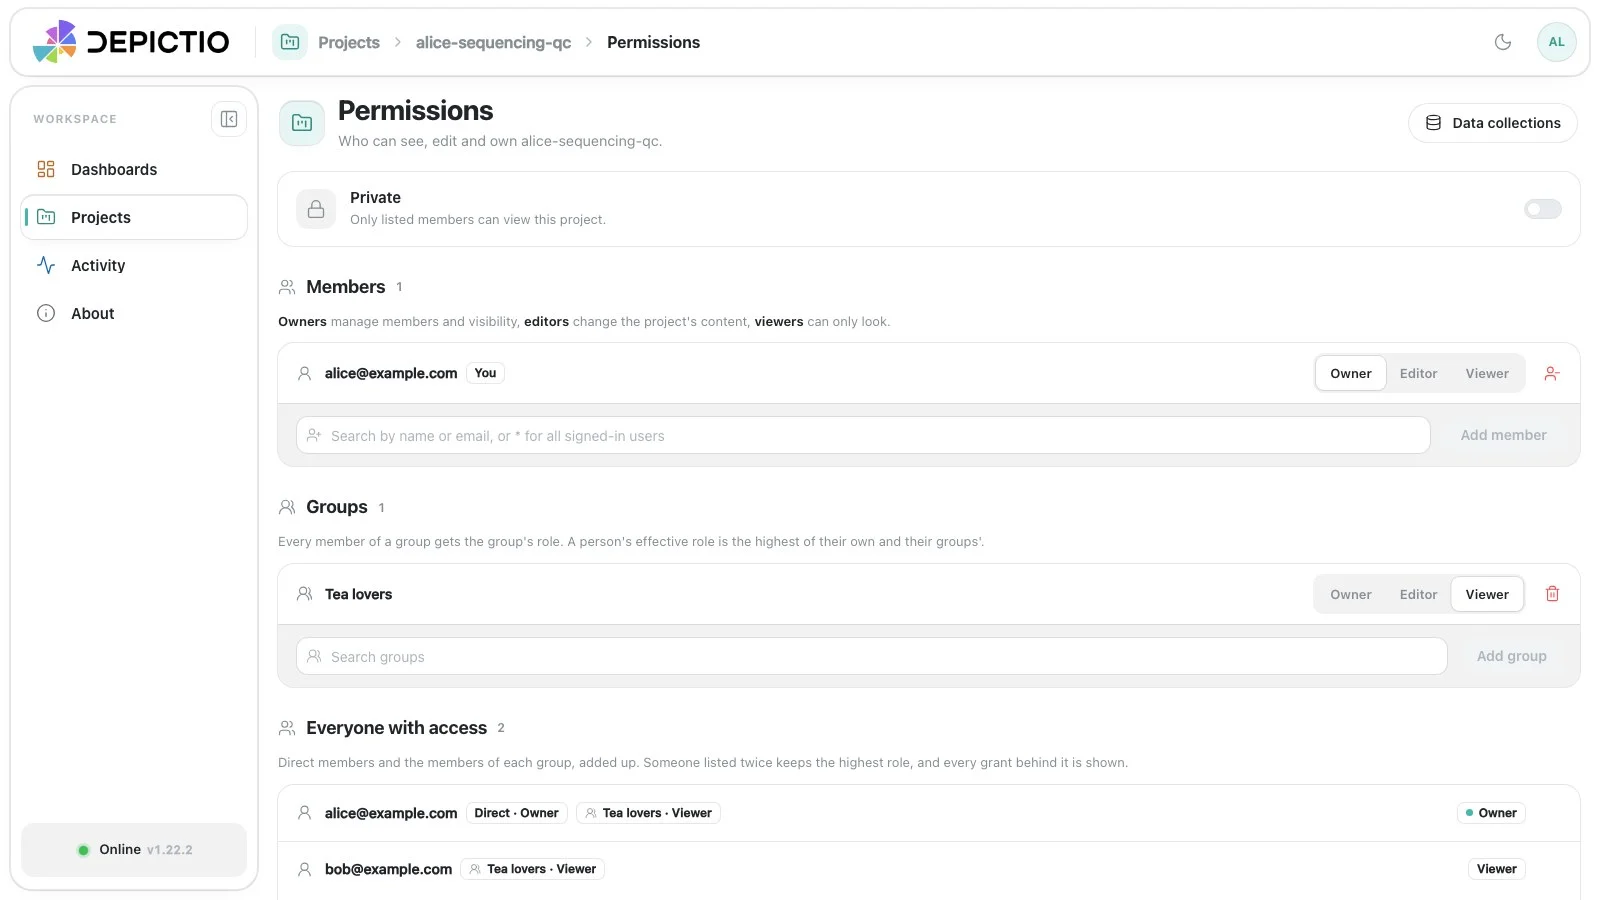 DEPICTIO
Projects > alice-sequencing-qc > Permissions
AL
WORKSPACE
Dashboards
Projects
Activity
About
Online v1.22.2
Permissions
Who can see, edit and own alice-sequencing-qc.
Data collections
Private
Only listed members can view this project.
Members 1
Owners manage members and visibility, editors change the project's content, viewers can only look.
alice@example.com You Owner Editor Viewer
Search by name or email, or * for all signed-in users Add member
Groups 1
Every member of a group gets the group's role. A person's effective role is the highest of their own and their groups'.
Tea lovers Owner Editor Viewer
Search groups Add group
Everyone with access 2
Direct members and the members of each group, added up. Someone listed twice keeps the highest role, and every grant behind it is shown.
alice@example.com Direct · Owner Tea lovers · Viewer Owner
bob@example.com Tea lovers · Viewer Viewer